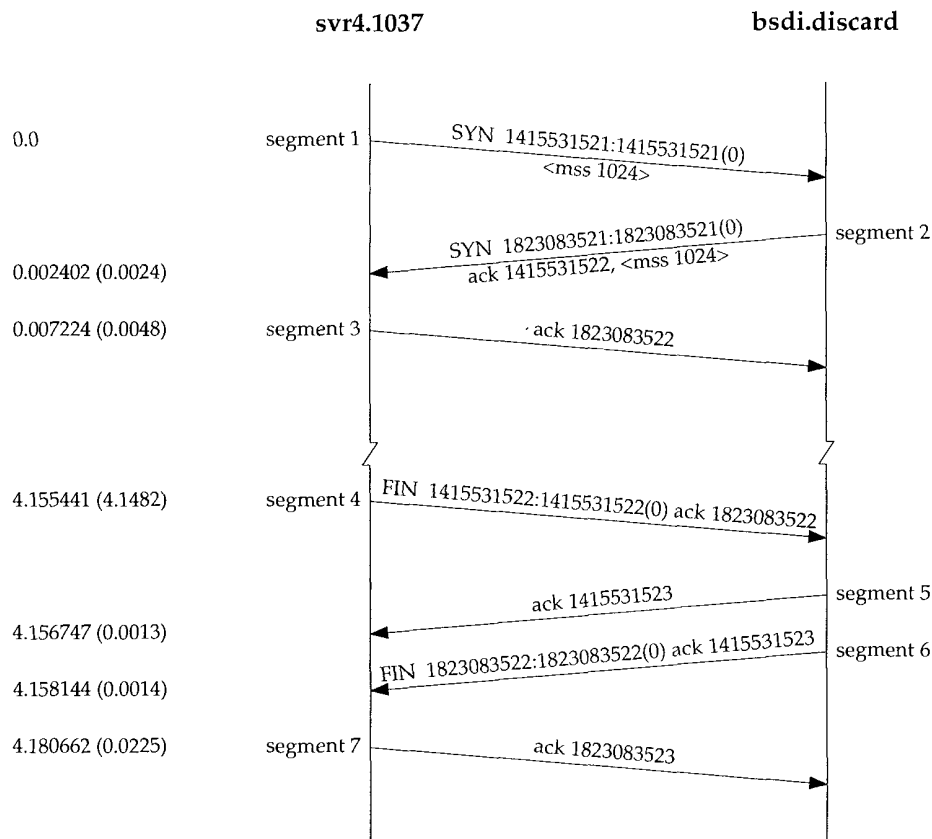 svr4.1037 bsdi.discard
0.0 segment 1 SYN 1415531521:1415531521(0)
<mss 1024>
SYN 1823083521:1823083521(0) segment 2
0.002402 (0.0024) ack 1415531522, <mss 1024>
0.007224 (0.0048) segment 3 ack 1823083522
4.155441 (4.1482) segment 4 FIN 1415531522:1415531522(0) ack 1823083522
ack 1415531523 segment 5
4.156747 (0.0013)
FIN 1823083522:1823083522(0) ack 1415531523 segment 6
4.158144 (0.0014)
4.180662 (0.0225) segment 7 ack 1823083523